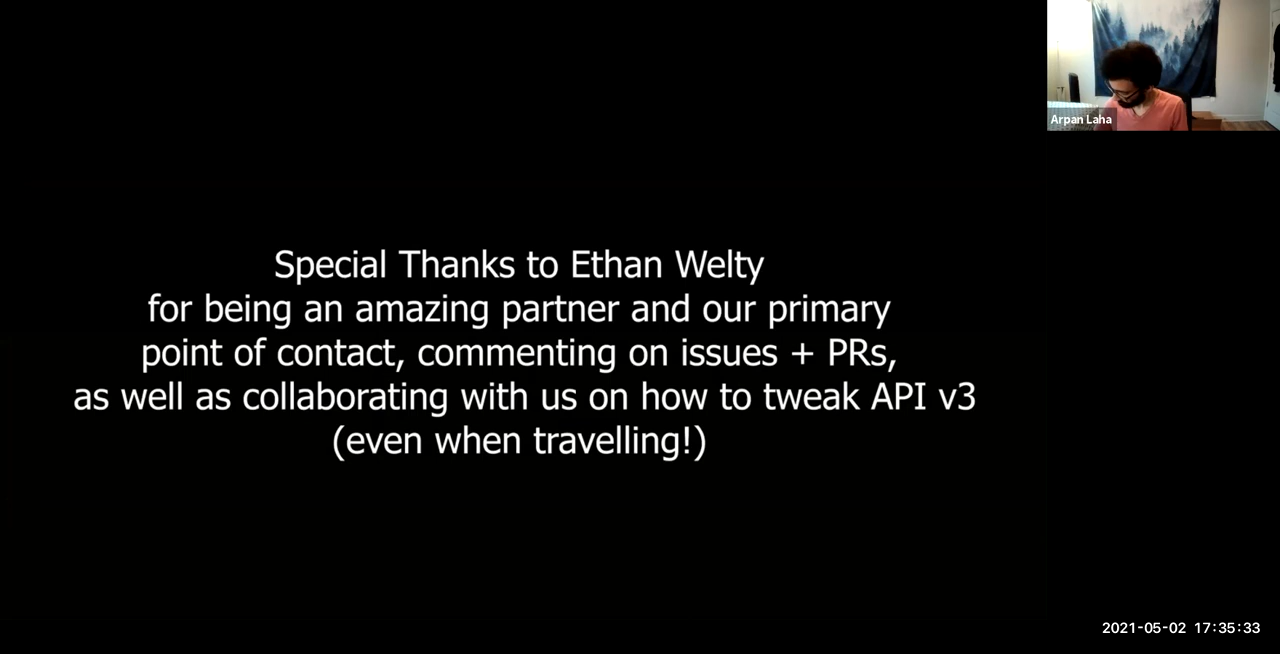 Arpan Laha
Special Thanks to Ethan Welty
for being an amazing partner and our primary
point of contact, commenting on issues + PRs,
as well as collaborating with us on how to tweak API v3
(even when travelling!)
2021-05-02 17:35:33